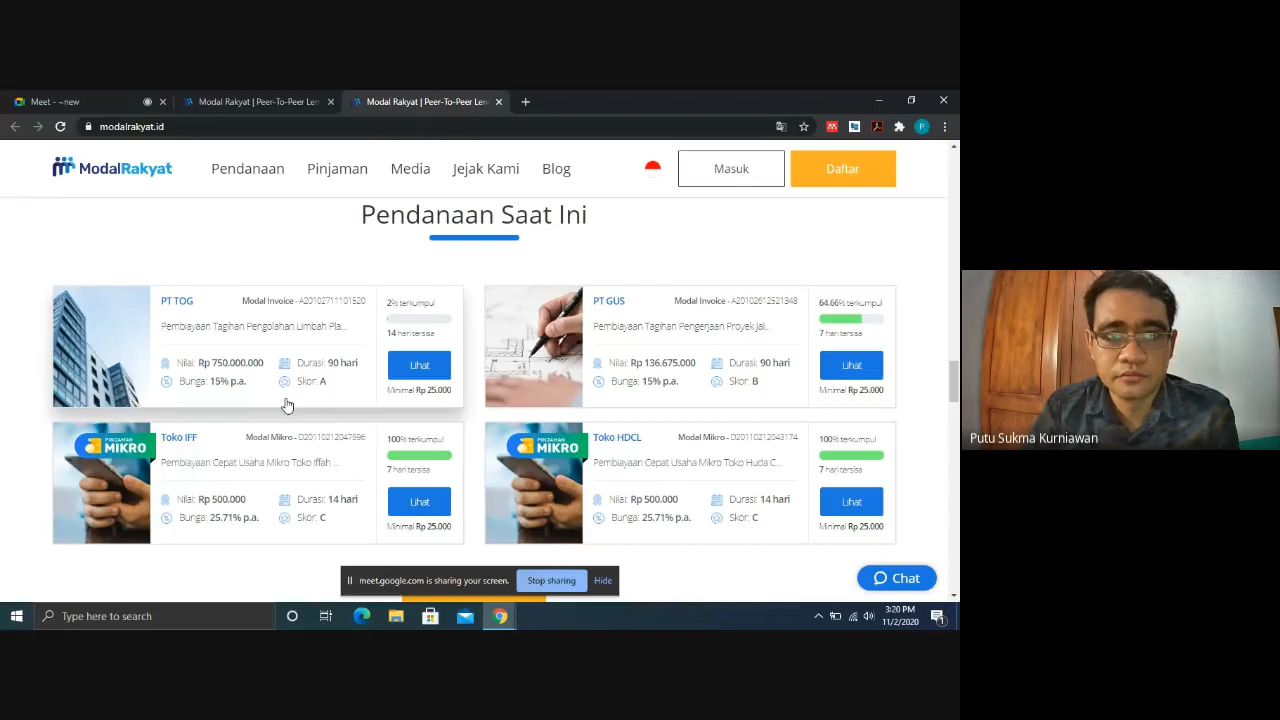 Meet - ~new
Modal Rakyat | Peer-To-Peer Len
Modal Rakyat | Peer-To-Peer Len
modalrakyat.id
P
ModalRakyat
Pendanaan
Pinjaman
Media
Jejak Kami
Blog
Masuk
Daftar
Pendanaan Saat Ini
PT TOG
Modal Invoice - A20102711101520
Pembiayaan Tagihan Pengolahan Limbah Pla...
Nilai: Rp 750.000.000
Durasi: 90 hari
Bunga: 15% p.a.
Skor: A
2% terkumpul
14 hari tersisa
Lihat
Minimal Rp 25.000
PT GUS
Modal Invoice - A20102612521348
Pembiayaan Tagihan Pengerjaan Proyek Jal...
Nilai: Rp 136.675.000
Durasi: 90 hari
Bunga: 15% p.a.
Skor: B
64.66% terkumpul
7 hari tersisa
Lihat
Minimal Rp 25.000
PINJAMAN
MIKRO
Toko IFF
Modal Mikro - D20110212047596
Pembiayaan Cepat Usaha Mikro Toko Iffah ...
Nilai: Rp 500.000
Durasi: 14 hari
Bunga: 25.71% p.a.
Skor: C
100% terkumpul
7 hari tersisa
Lihat
Minimal Rp 25.000
PINJAMAN
MIKRO
Toko HDCL
Modal Mikro - D20110212043174
Pembiayaan Cepat Usaha Mikro Toko Huda C...
Nilai: Rp 500.000
Durasi: 14 hari
Bunga: 25.71% p.a.
Skor: C
100% terkumpul
7 hari tersisa
Lihat
Minimal Rp 25.000
meet.google.com is sharing your screen.
Stop sharing
Hide
Chat
Type here to search
3:20 PM
11/2/2020
1
Putu Sukma Kurniawan